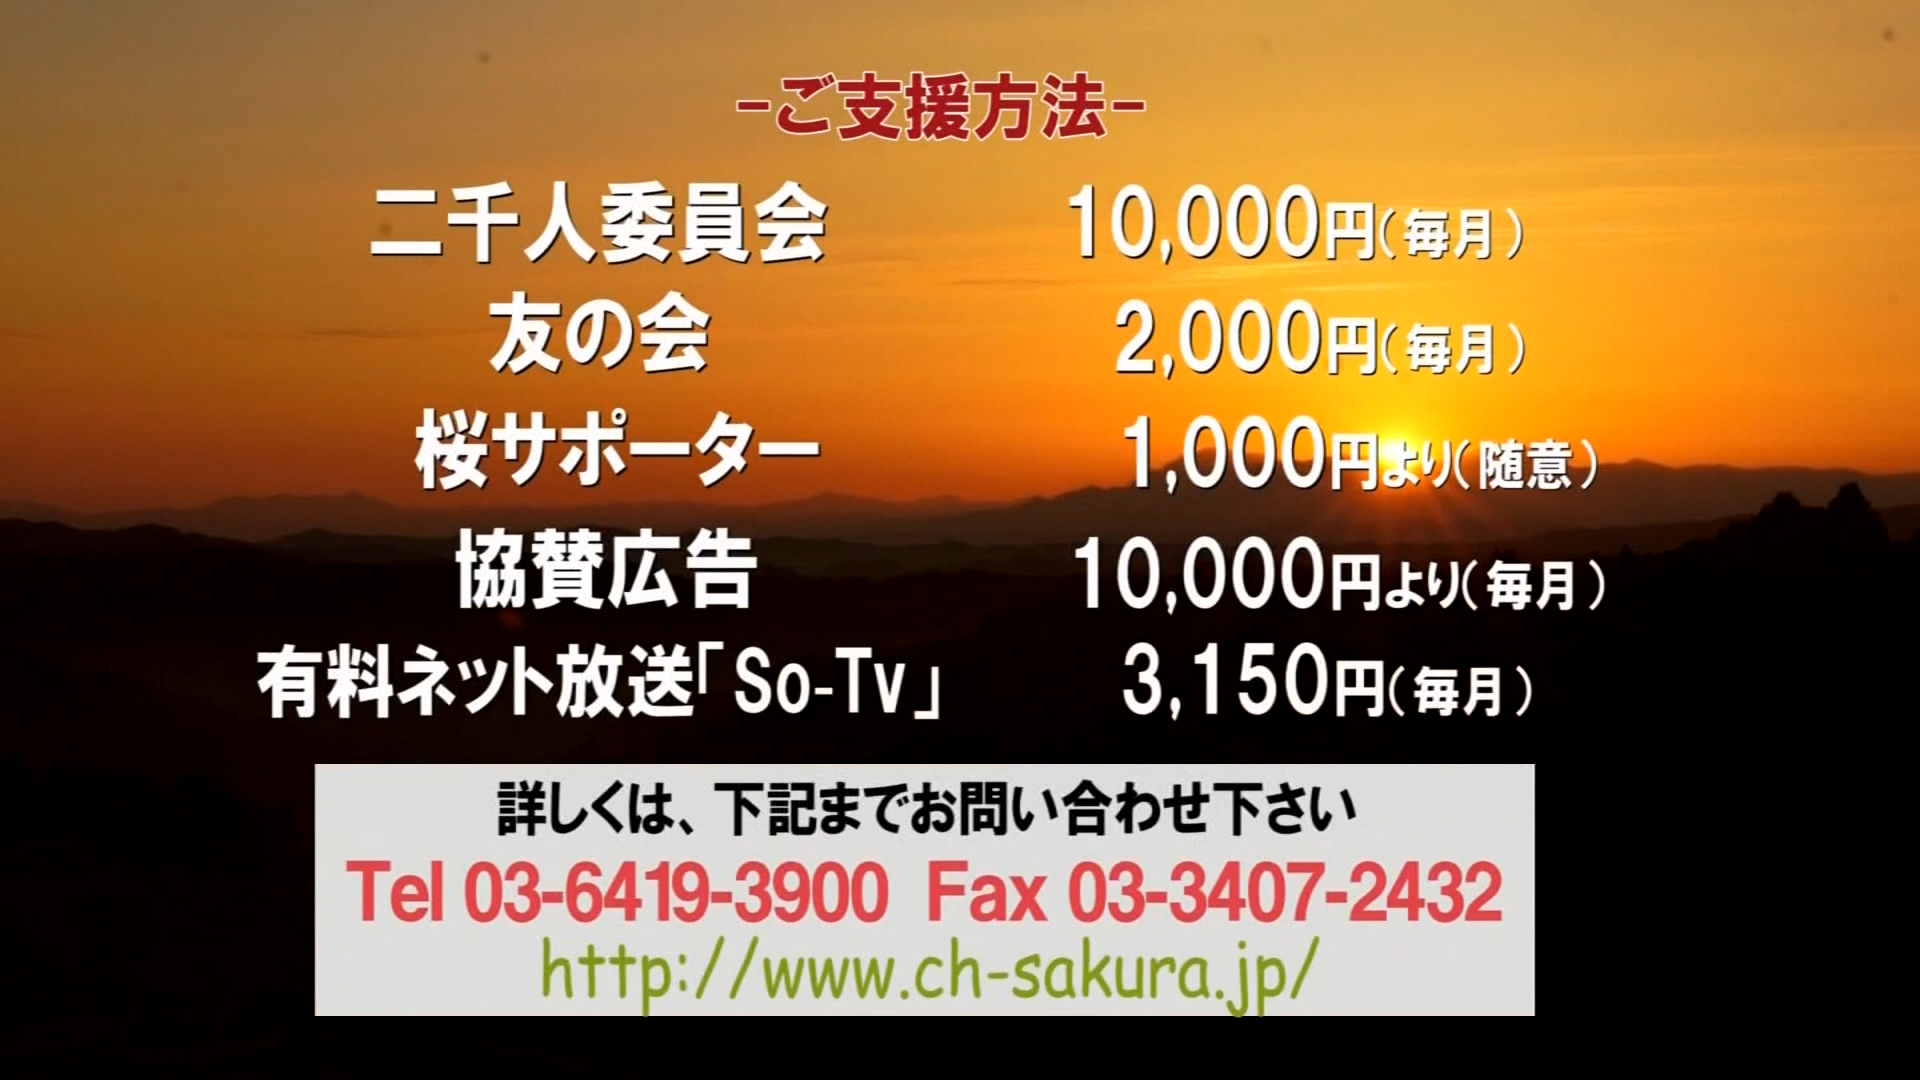 -ご支援方法-
二千人委員会 10,000円(毎月)
友の会 2,000円(毎月)
桜サポーター 1,000円より(随意)
協賛広告 10,000円より(毎月)
有料ネット放送「So-Tv」 3,150円(毎月)
詳しくは、下記までお問い合わせ下さい
Tel 03-6419-3900 Fax 03-3407-2432
http://www.ch-sakura.jp/